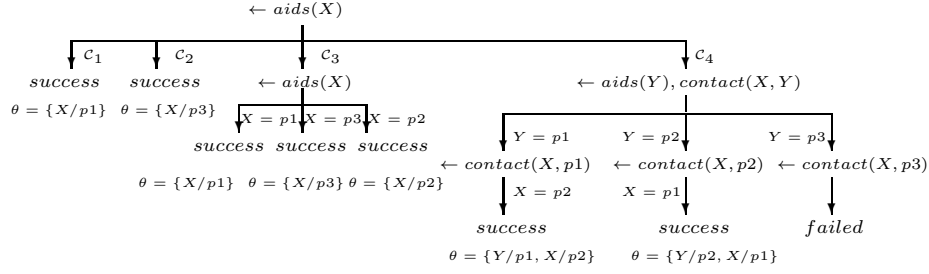 ← aids(X)
C1 C2 C3 C4
success success ← aids(X) ← aids(Y), contact(X, Y)
θ = {X/p1} θ = {X/p3}
X = p1 X = p3 X = p2
Y = p1 Y = p2 Y = p3
success success success
← contact(X, p1) ← contact(X, p2) ← contact(X, p3)
θ = {X/p1} θ = {X/p3} θ = {X/p2}
X = p2 X = p1
success success failed
θ = {Y/p1, X/p2} θ = {Y/p2, X/p1}